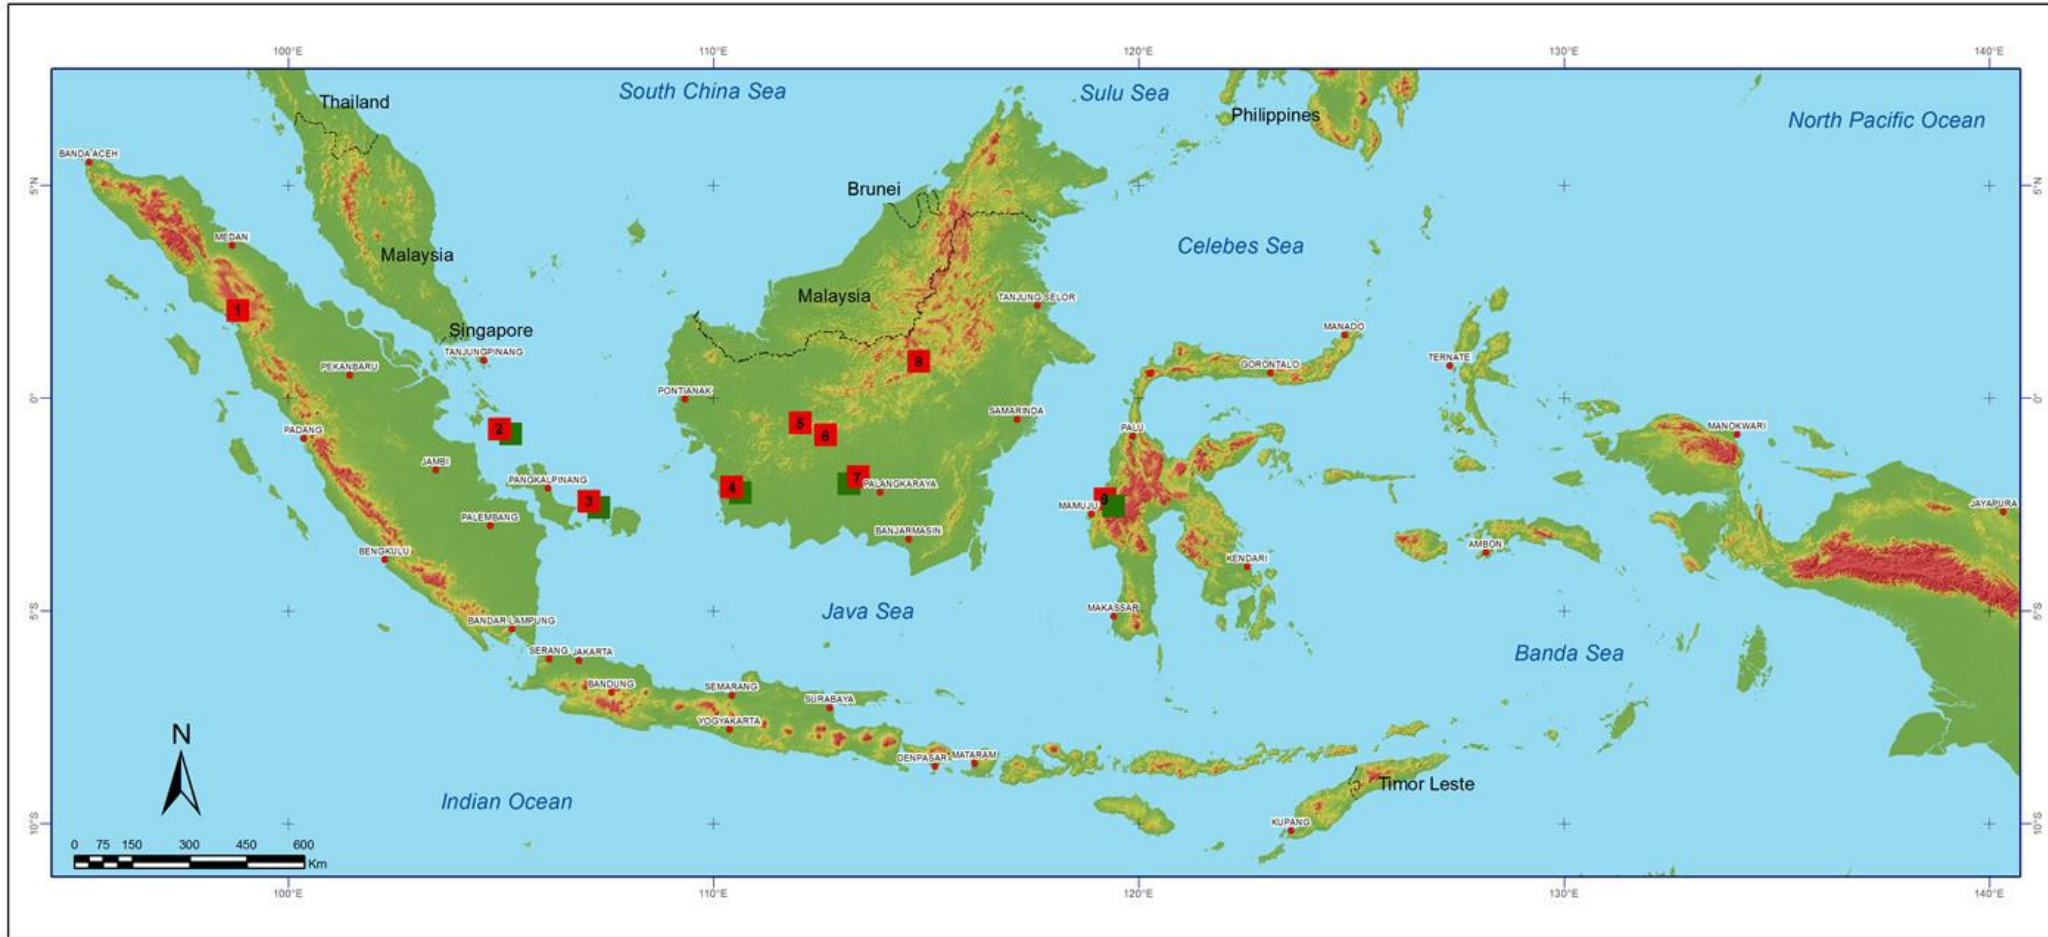 100°E 110°E 120°E 130°E 140°E
South China Sea
Sulu Sea
Thailand
Philippines
North Pacific Ocean
BANDA ACEH
5°N
Brunei
5°N
MEDAN
Malaysia
Celebes Sea
1
Malaysia
TANJUNG SELOR
Singapore
TANJUNGPINANG
MANADO
PEKANBARU
8
GORONTALO
TERNATE
PONTIANAK
0°
0°
SAMARINDA
2
5
6
PADANG
PALU
MANOKWARI
JAMBI
PANGKALPINANG
4
7
PALANGKARAYA
3
9
MAMUJU
JAYAPURA
PALEMBANG
BANJARMASIN
AMBON
BENGKULU
KENDARI
Java Sea
MAKASSAR
5°S
5°S
BANDAR LAMPUNG
SERANG
JAKARTA
Banda Sea
BANDUNG
SEMARANG
SURABAYA
YOGYAKARTA
N
DENPASAR
MATARAM
Timor Leste
Indian Ocean
KUPANG
10°S
10°S
0 75 150 300 450 600
Km
100°E 110°E 120°E 130°E 140°E